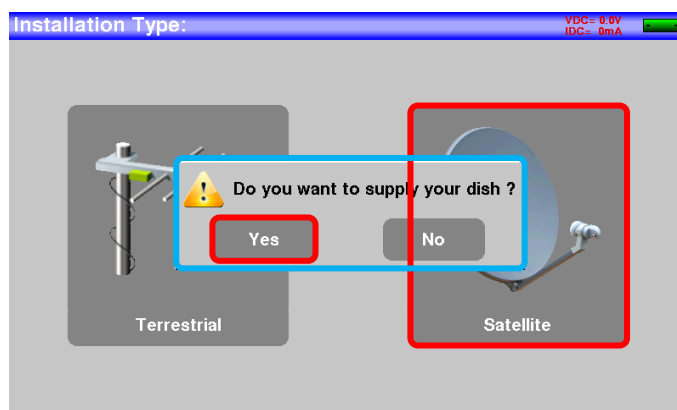 Installation Type:
VDC= 0.0V
IDC= 0mA
Do you want to supply your dish ?
Yes
No
Terrestrial
Satellite